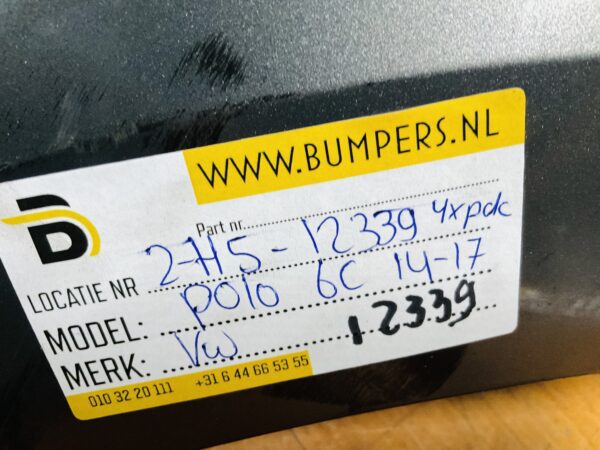 WWW.BUMPERS.NL
Part nr. 4xpdc
LOCATIE NR 2-H5-12339
MODEL: polo 6C 14-17
MERK: VW 12339
010 32 20 111 +31 6 44 66 53 55